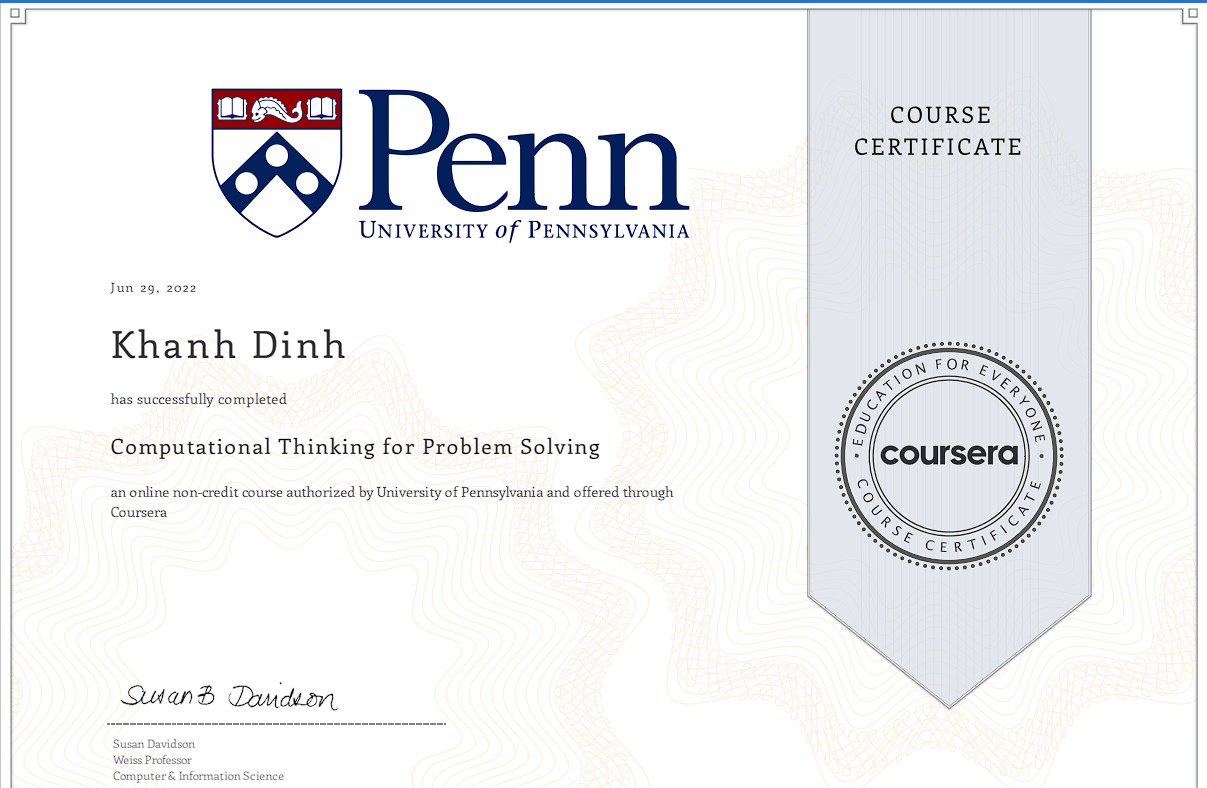 Penn
UNIVERSITY of PENNSYLVANIA
COURSE
CERTIFICATE
Jun 29, 2022
Khanh Dinh
has successfully completed
Computational Thinking for Problem Solving
an online non-credit course authorized by University of Pennsylvania and offered through
Coursera
EDUCATION FOR EVERYONE
coursera
COURSE CERTIFICATE
Susan B Davidson
Susan Davidson
Weiss Professor
Computer & Information Science